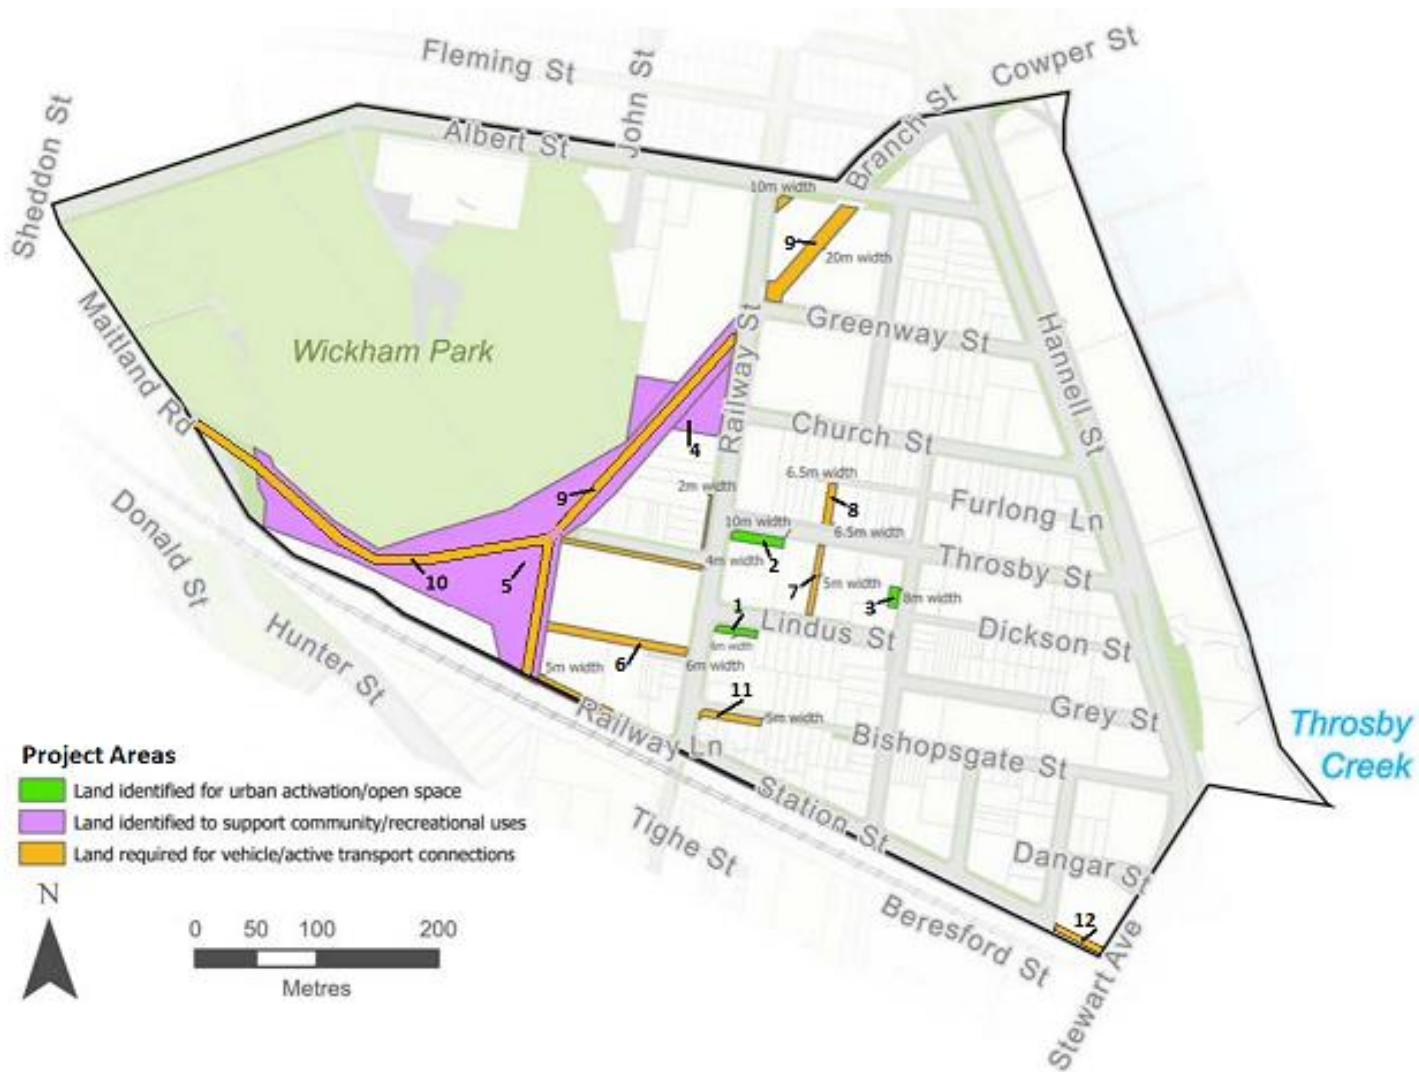 Cowper St
Fleming St
John St
Branch St
Sheddon St
Albert St
10m width
9
20m width
Maitland Rd
Wickham Park
Greenway St
Railway St
Hannell St
Church St
4
6.5m width
2m width
9
8
Furlong Ln
Donald St
10m width
6.5m width
2
4m width
Throsby St
10
5
7
5m width
3
8m width
1
Lindus St
Dickson St
Hunter St
5m width
6
6m width
11
5m width
Grey St
Railway Ln
Bishopsgate St
Throsby
Creek
Project Areas
Land identified for urban activation/open space
Land identified to support community/recreational uses
Land required for vehicle/active transport connections
Station St
Tighe St
Dangar St
N
0 50 100 200
Metres
Beresford St
12
Stewart Ave